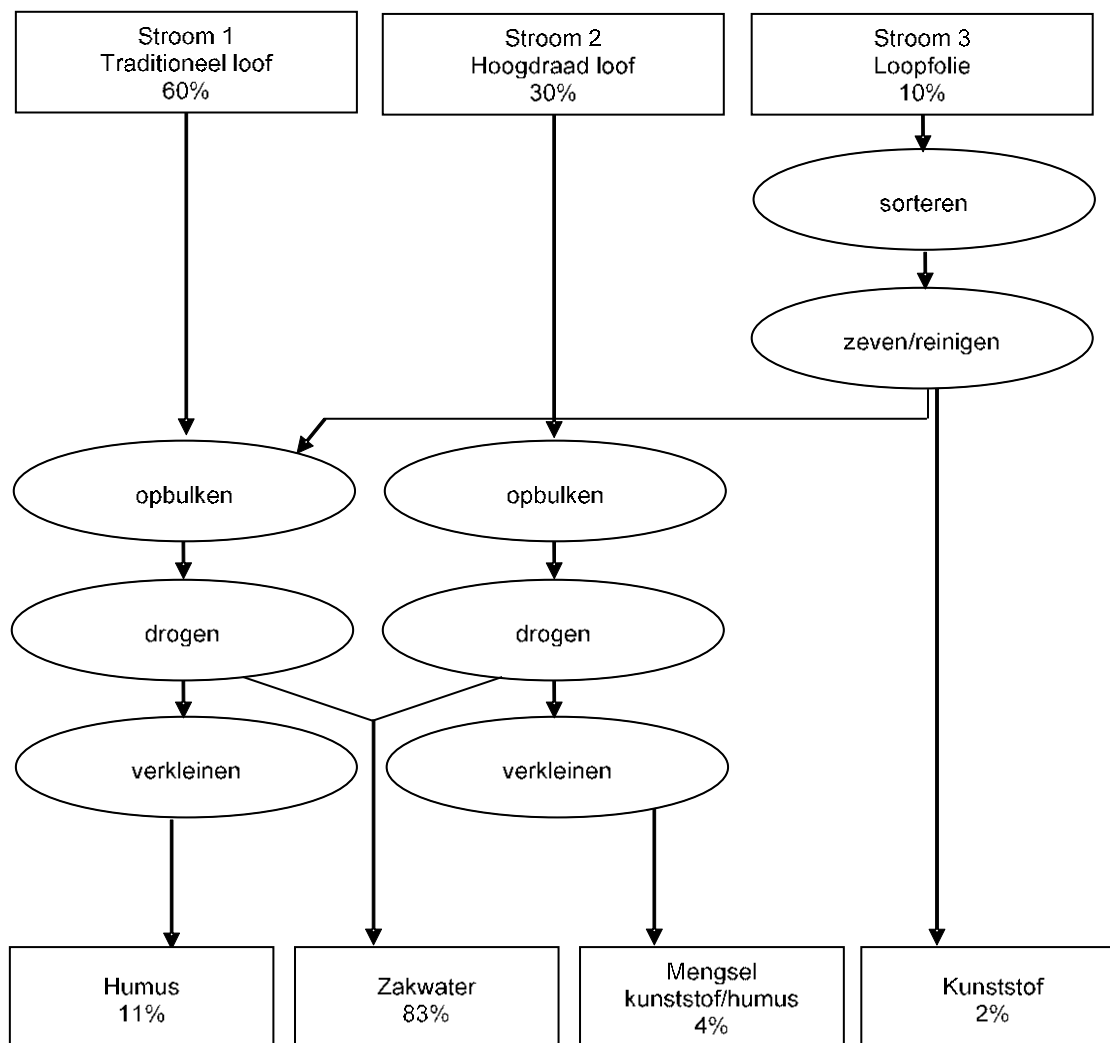 Stroom 1
Traditioneel loof
60%
Stroom 2
Hoogdraad loof
30%
Stroom 3
Loopfolie
10%
sorteren
zeven/reinigen
opbulken
opbulken
drogen
drogen
verkleinen
verkleinen
Humus
11%
Zakwater
83%
Mengsel
kunststof/humus
4%
Kunststof
2%